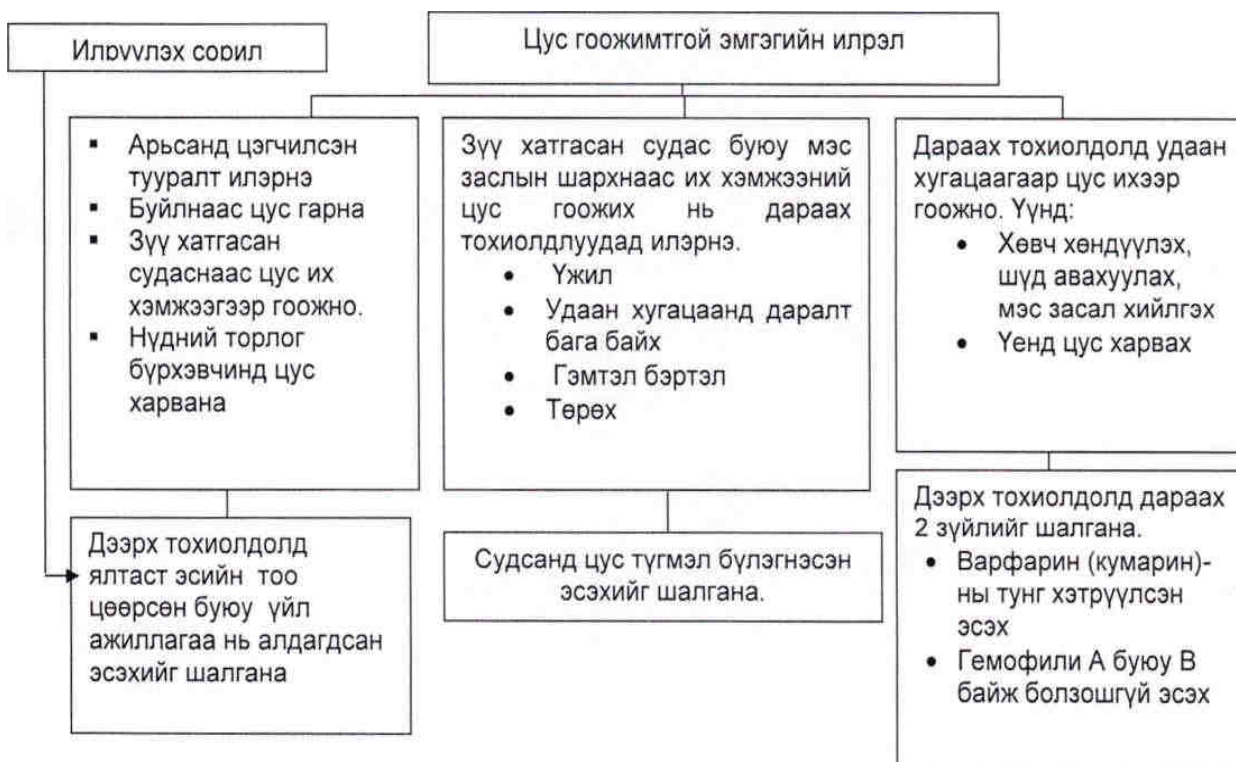 Илрүүлэх сорил
Цус гоожимтгой эмгэгийн илрэл
▪ Арьсанд цэгчилсэн
тууралт илэрнэ
▪ Буйлнаас цус гарна
▪ Зүү хатгасан
судаснаас цус их
хэмжээгээр гоожно.
▪ Нүдний торлог
бүрхэвчинд цус
харвана
Зүү хатгасан судас буюу мэс
заслын шархнаас их хэмжээний
цус гоожих нь дараах
тохиолдлуудад илэрнэ.
• Үжил
• Удаан хугацаанд даралт
бага байх
• Гэмтэл бэртэл
• Төрөх
Дараах тохиолдолд удаан
хугацаагаар цус ихээр
гоожно. Үүнд:
• Хөвч хөндүүлэх,
шүд авахуулах,
мэс засал хийлгэх
• Үенд цус харвах
Дээрх тохиолдолд
ялтаст эсийн тоо
цөөрсөн буюу үйл
ажиллагаа нь алдагдсан
эсэхийг шалгана
Судсанд цус түгмэл бүлэгнэсэн
эсэхийг шалгана.
Дээрх тохиолдолд дараах
2 зүйлийг шалгана.
• Варфарин (кумарин)-
ны тунг хэтрүүлсэн
эсэх
• Гемофили А буюу В
байж болзошгүй эсэх